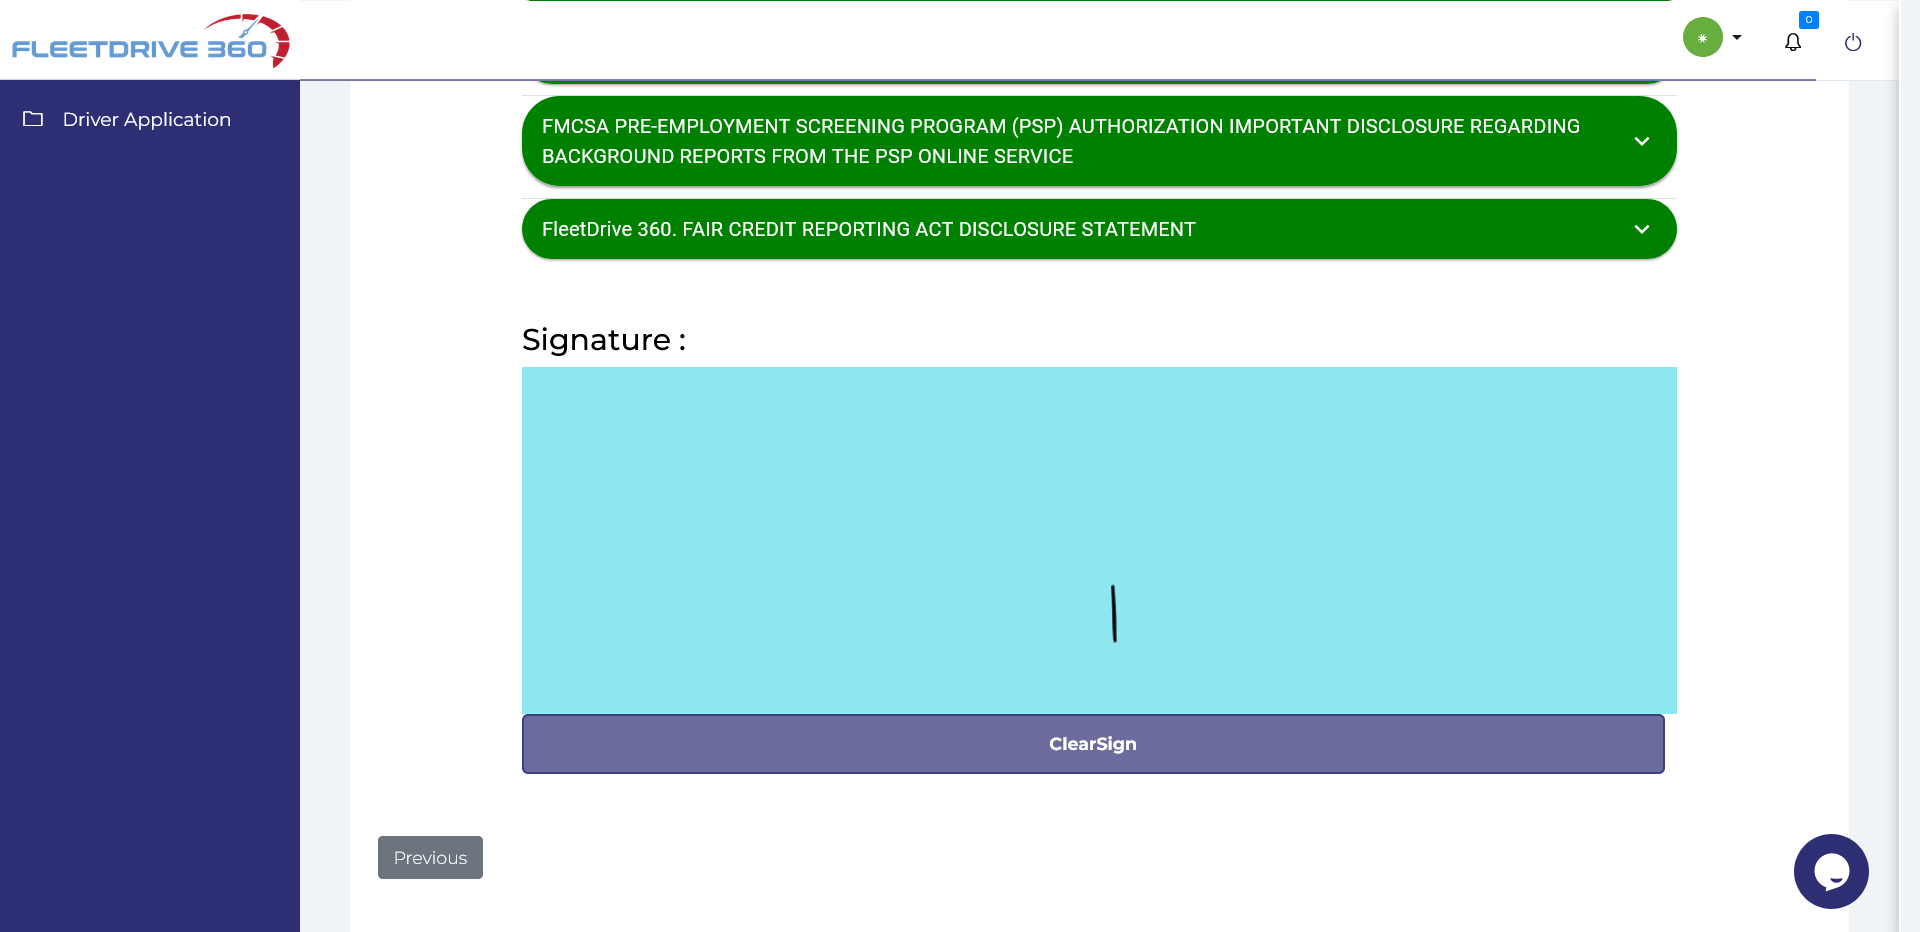 FLEETDRIVE 360
0
Driver Application
FMCSA PRE-EMPLOYMENT SCREENING PROGRAM (PSP) AUTHORIZATION IMPORTANT DISCLOSURE REGARDING
BACKGROUND REPORTS FROM THE PSP ONLINE SERVICE
FleetDrive 360. FAIR CREDIT REPORTING ACT DISCLOSURE STATEMENT
Signature :
ClearSign
Previous